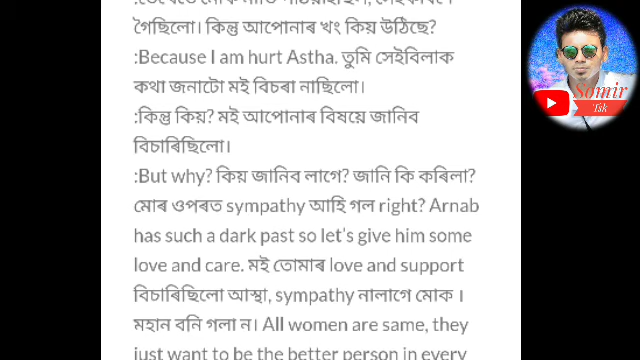 গৈছিলো। কিন্তু আপোনাৰ খং কিয় উঠিছে?
:Because I am hurt Astha. তুমি সেইবিলাক
কথা জনাটো মই বিচৰা নাছিলো।
:কিন্তু কিয়? মই আপোনাৰ বিষয়ে জানিব
বিচাৰিছিলো।
:But why? কিয় জানিব লাগে? জানি কি কৰিলা?
মোৰ ওপৰত sympathy আহি গল right? Arnab
has such a dark past so let's give him some
love and care. মই তোমাৰ love and support
বিচাৰিছিলো আস্থা, sympathy নালাগে মোক ।
মহান বনি গলা ন। All women are same, they
just want to be the better person in every
Somir
Tak